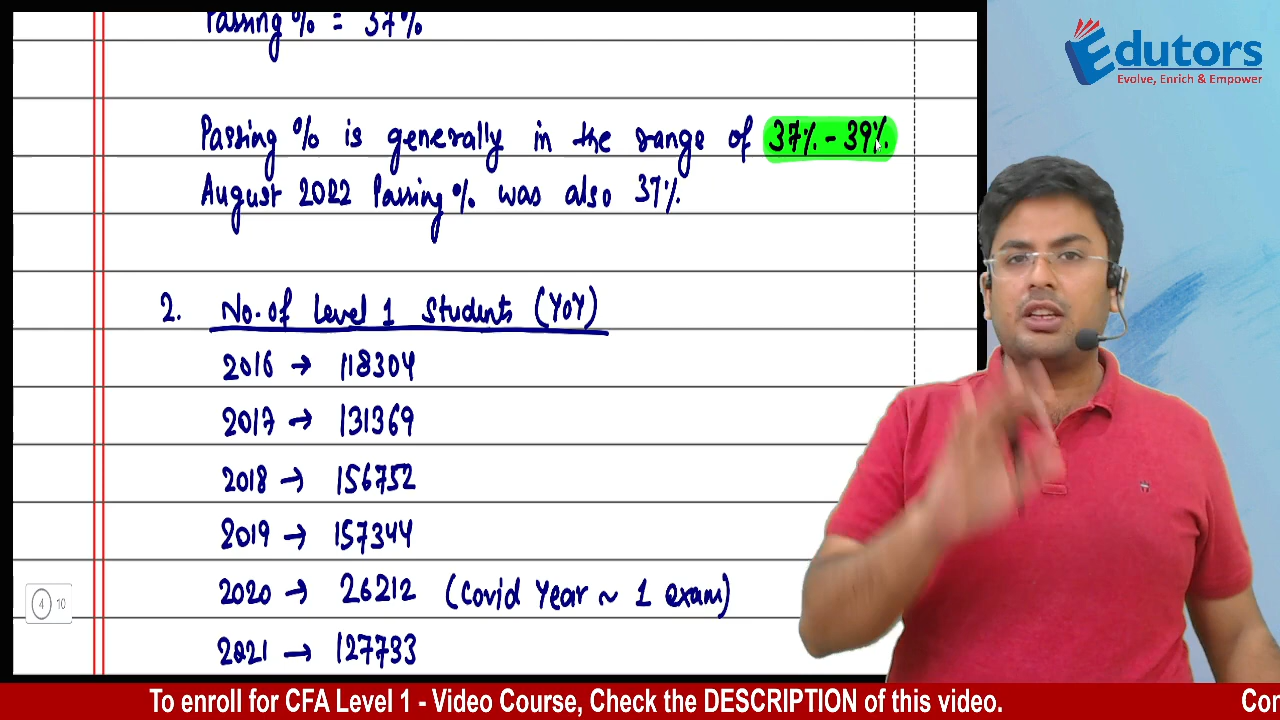 Passing % = 37%
Edutors
Evolve, Enrich & Empower
Passing % is generally in the range of 37% - 39%
August 2022 Passing % was also 37%.
2. No. of Level 1 Students (YoY)
2016 → 118304
2017 → 131369
2018 → 156752
2019 → 157344
2020 → 26212 (Covid Year ~ 1 exam)
2021 → 127733
4 10
To enroll for CFA Level 1 - Video Course, Check the DESCRIPTION of this video.
Cor